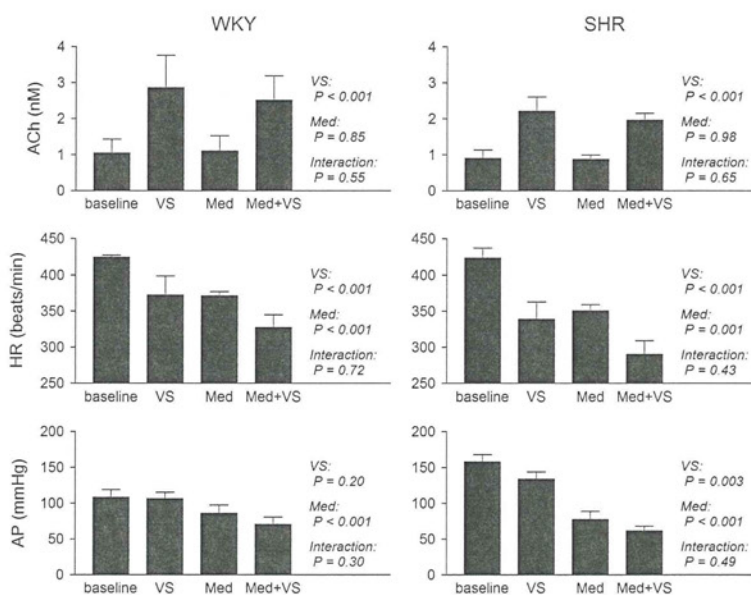 WKY
SHR
ACh (nM)
4
3
2
1
0
baseline VS Med Med+VS
VS:
P < 0.001
Med:
P = 0.85
Interaction:
P = 0.55
4
3
2
1
0
baseline VS Med Med+VS
VS:
P < 0.001
Med:
P = 0.98
Interaction:
P = 0.65
HR (beats/min)
450
400
350
300
250
baseline VS Med Med+VS
VS:
P < 0.001
Med:
P < 0.001
Interaction:
P = 0.72
450
400
350
300
250
baseline VS Med Med+VS
VS:
P < 0.001
Med:
P = 0.001
Interaction:
P = 0.43
AP (mmHg)
200
150
100
50
0
baseline VS Med Med+VS
VS:
P = 0.20
Med:
P < 0.001
Interaction:
P = 0.30
200
150
100
50
0
baseline VS Med Med+VS
VS:
P = 0.003
Med:
P < 0.001
Interaction:
P = 0.49